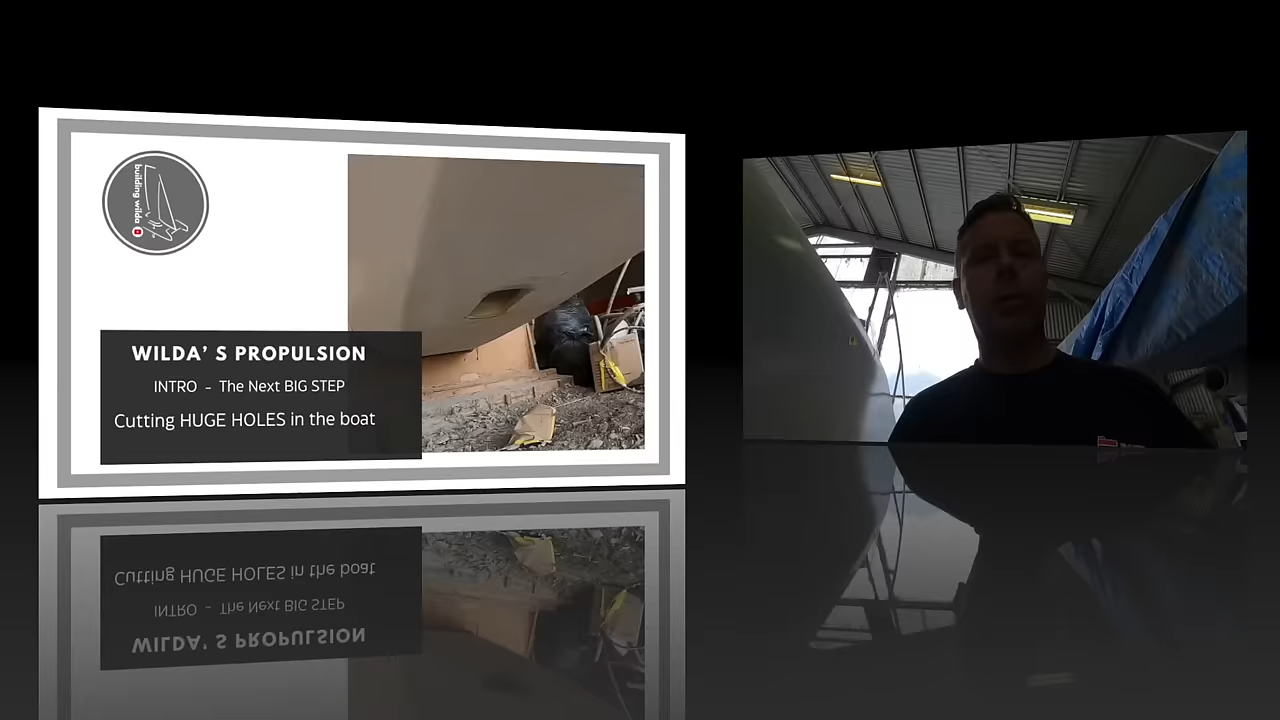 building wilda
WILDA' S PROPULSION
INTRO - The Next BIG STEP
Cutting HUGE HOLES in the boat